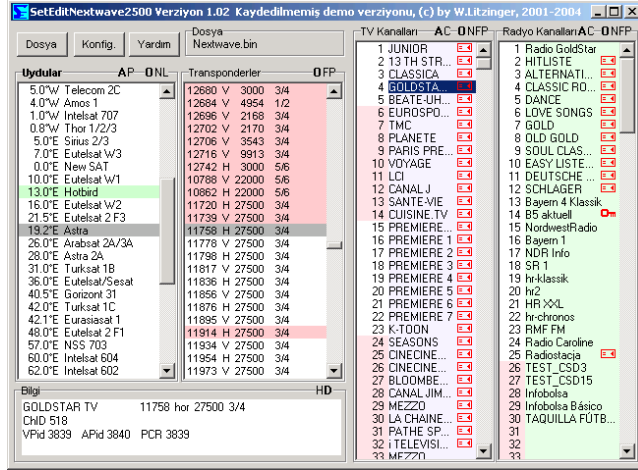 SetEditNextwave2500 Verziyon 1.02 Kaydedilmemiş demo verziyonu, (c) by W.Litzinger, 2001-2004
Dosya Konfig. Yardım
Dosya
Nextwave.bin
Uydular AP ONL
5.0°W Telecom 2C
4.0°W Amos 1
1.0°W Intelsat 707
0.8°W Thor 1/2/3
5.0°E Sirius 2/3
7.0°E Eutelsat W3
0.0°E New SAT
10.0°E Eutelsat W1
13.0°E Hotbird
16.0°E Eutelsat W2
21.5°E Eutelsat 2 F3
19.2°E Astra
26.0°E Arabsat 2A/3A
28.0°E Astra 2A
31.0°E Turksat 1B
36.0°E Eutelsat/Sesat
40.5°E Gorizont 31
42.0°E Turksat 1C
42.1°E Eurasiasat 1
48.0°E Eutelsat 2 F1
57.0°E NSS 703
60.0°E Intelsat 604
62.0°E Intelsat 602
Transponderler OFP
12680 V 3000 3/4
12684 V 4954 1/2
12696 V 2168 3/4
12702 V 2170 3/4
12706 V 3543 3/4
12716 V 9913 3/4
12742 H 3000 5/6
10788 V 22000 5/6
10862 H 22000 5/6
11720 H 27500 3/4
11739 V 27500 3/4
11758 H 27500 3/4
11778 V 27500 3/4
11798 H 27500 3/4
11817 V 27500 3/4
11836 H 27500 3/4
11856 V 27500 3/4
11876 H 27500 3/4
11895 V 27500 3/4
11914 H 27500 3/4
11934 V 27500 3/4
11954 H 27500 3/4
11973 V 27500 3/4
Bilgi HD
GOLDSTAR TV 11758 hor 27500 3/4
ChID 518
VPid 3839 APid 3840 PCR 3839
TV Kanalları AC ONFP
1 JUNIOR
2 13 TH STR...
3 CLASSICA
4 GOLDSTA...
5 BEATE-UH...
6 EUROSPO...
7 TMC
8 PLANETE
9 PARIS PRE...
10 VOYAGE
11 LCI
12 CANAL J
13 SANTE-VIE
14 CUISINE.TV
15 PREMIERE...
16 PREMIERE 1
17 PREMIERE 2
18 PREMIERE 3
19 PREMIERE 4
20 PREMIERE 5
21 PREMIERE 6
22 PREMIERE 7
23 K-TOON
24 SEASONS
25 CINECINE...
26 CINECINE...
27 BLOOMBE...
28 CANAL JIM...
29 MEZZO
30 LA CHAINE...
31 PATHE SP...
32 i TELEVISI...
33 MEZZO
Radyo Kanalları AC ONFP
1 Radio GoldStar
2 HITLISTE
3 ALTERNATI...
4 CLASSIC RO...
5 DANCE
6 LOVE SONGS
7 GOLD
8 OLD GOLD
9 SOUL CLAS...
10 EASY LISTE...
11 DEUTSCHE ...
12 SCHLAGER
13 Bayern 4 Klassik
14 B5 aktuell
15 NordwestRadio
16 Bayern 1
17 NDR Info
18 SR 1
19 hr-klassik
20 hr2
21 HR XXL
22 hr-chronos
23 RMF FM
24 Radio Caroline
25 Radiostacja
26 TEST_CSD3
27 TEST_CSD15
28 Infobolsa
29 Infobolsa Básico
30 TAQUILLA FÚTB...
31
32
33